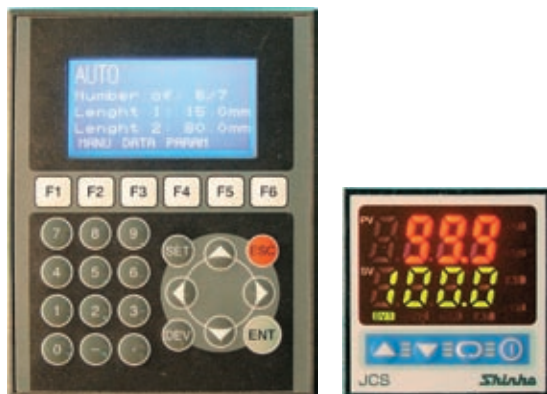 AUTO
Number of: 8/7
Lenght 1: 15.0mm
Lenght 2: 80.0mm
MANU DATA PARAM
F1 F2 F3 F4 F5 F6
7 8 9
SET ESC
4 5 6
1 2 3
DEV ENT
0 - .
PV 99.9
SV 100.0
JCS Shinko